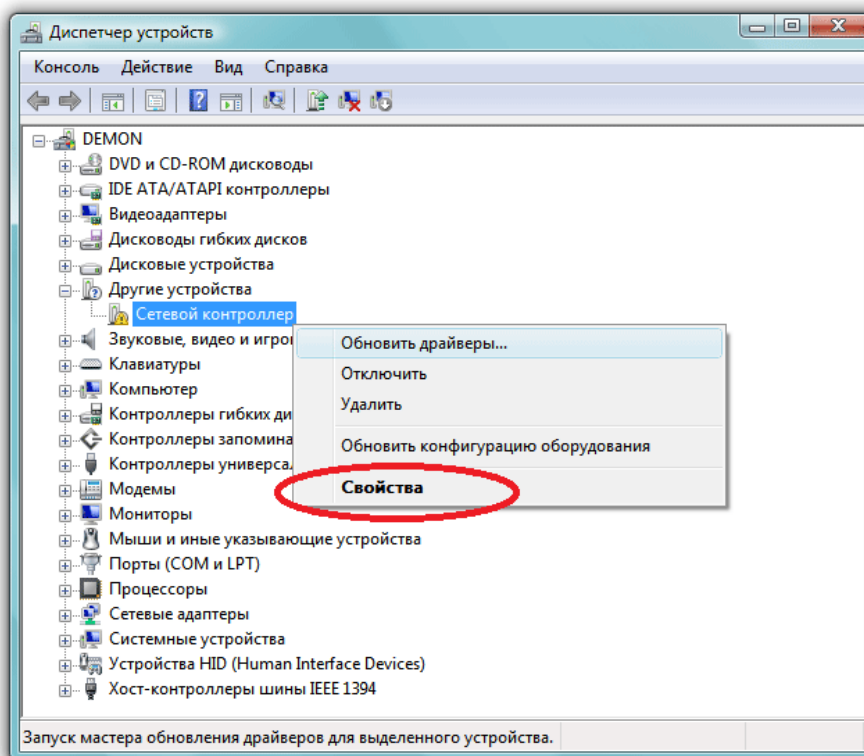 Диспетчер устройств
Консоль Действие Вид Справка
DEMON
DVD и CD-ROM дисководы
IDE ATA/ATAPI контроллеры
Видеоадаптеры
Дисководы гибких дисков
Дисковые устройства
Другие устройства
Сетевой контроллер
Звуковые, видео и игро
Обновить драйверы...
Клавиатуры
Отключить
Компьютер
Удалить
Контроллеры гибких ди
Контроллеры запомина
Обновить конфигурацию оборудования
Контроллеры универса
Модемы
Свойства
Мониторы
Мыши и иные указывающие устройства
Порты (COM и LPT)
Процессоры
Сетевые адаптеры
Системные устройства
Устройства HID (Human Interface Devices)
Хост-контроллеры шины IEEE 1394
Запуск мастера обновления драйверов для выделенного устройства.